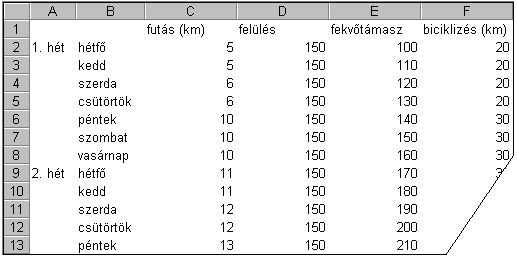 A B C D E F
1 futás (km) felülés fekvőtámasz biciklizés (km)
2 1. hét hétfő 5 150 100 20
3 kedd 5 150 110 20
4 szerda 6 150 120 20
5 csütörtök 6 150 130 20
6 péntek 10 150 140 30
7 szombat 10 150 150 30
8 vasárnap 10 150 160 30
9 2. hét hétfő 11 150 170
10 kedd 11 150 180
11 szerda 12 150 190
12 csütörtök 12 150 200
13 péntek 13 150 210